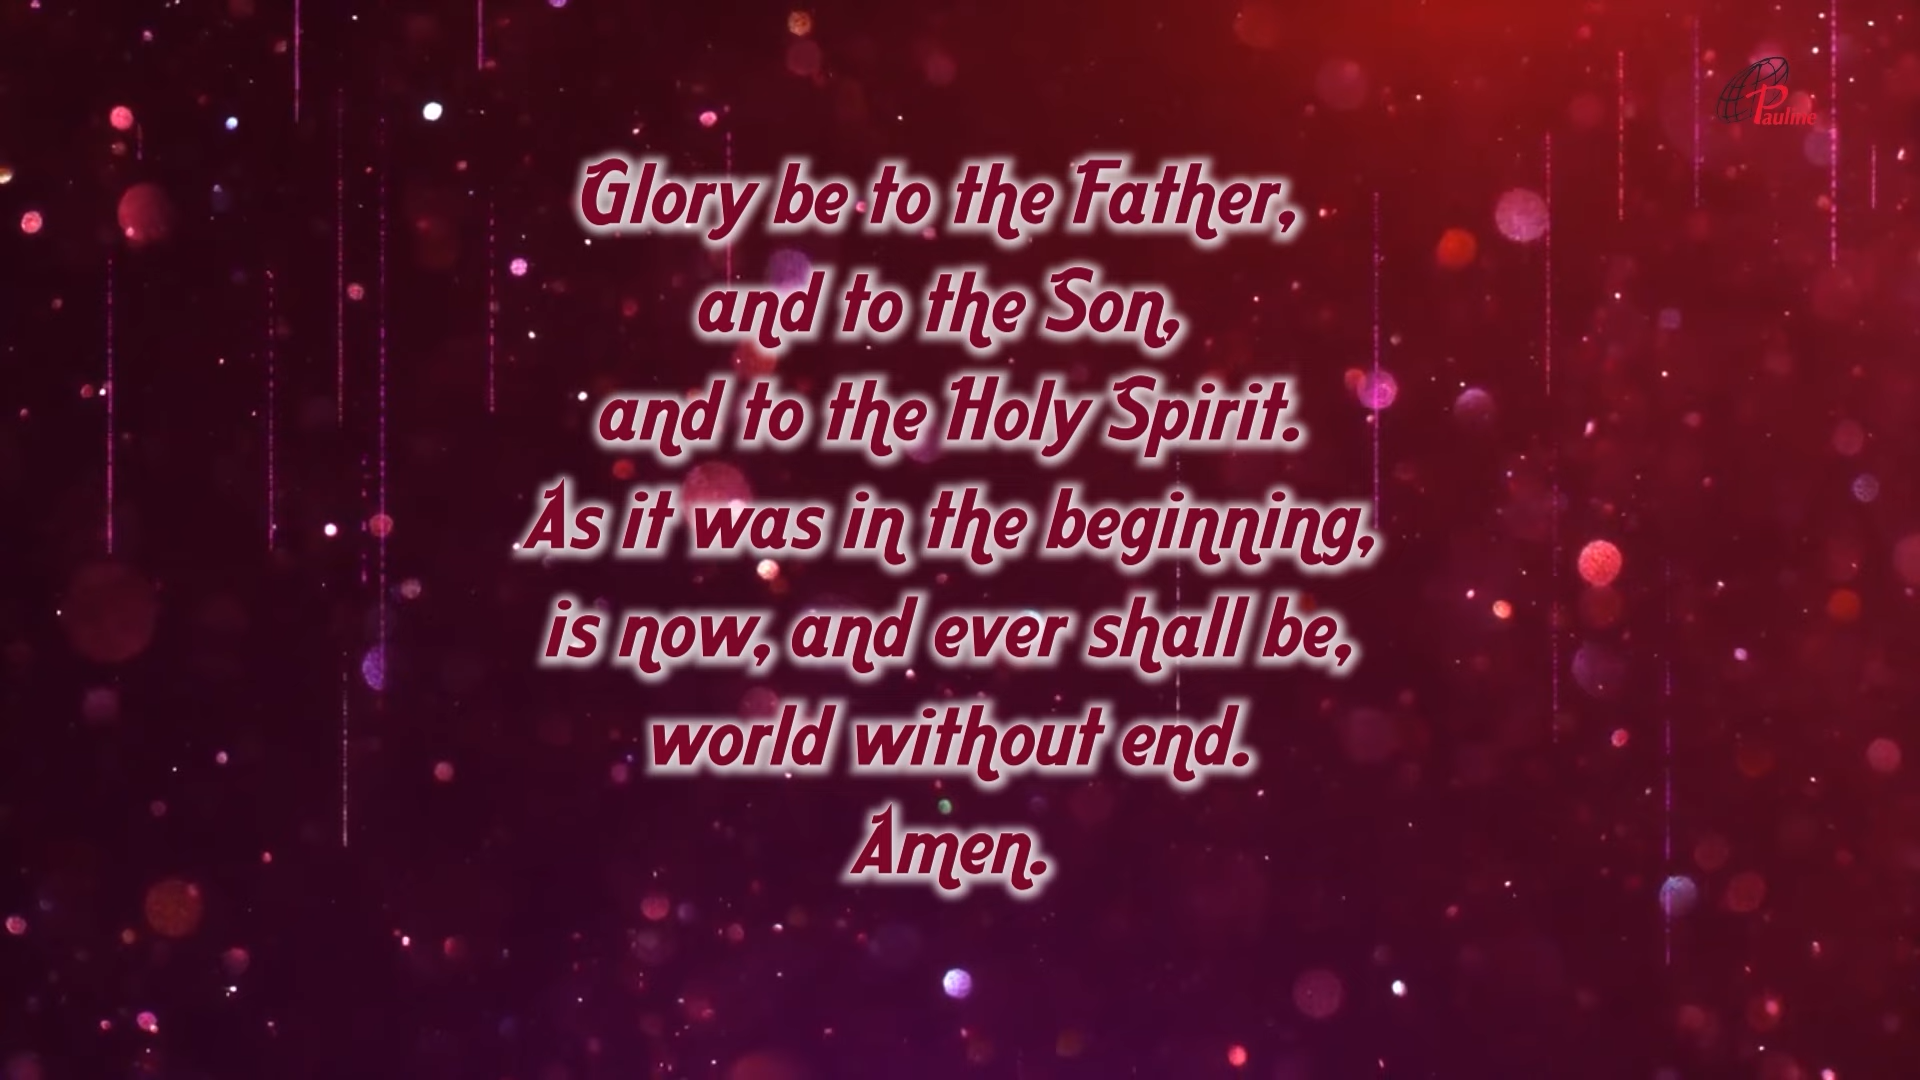 Pauline
Glory be to the Father,
and to the Son,
and to the Holy Spirit.
As it was in the beginning,
is now, and ever shall be,
world without end.
Amen.